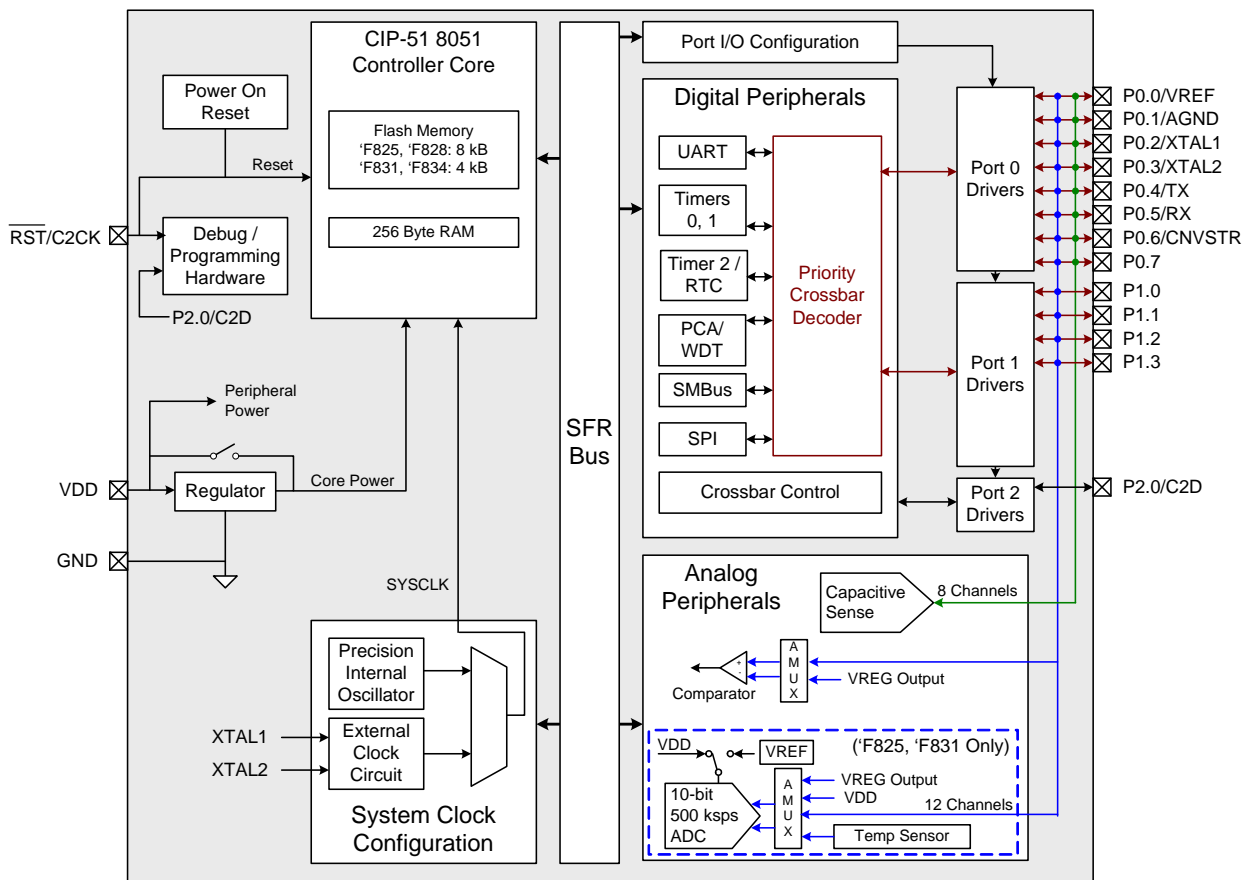 CIP-51 8051
Controller Core
Flash Memory
‘F825, ‘F828: 8 kB
‘F831, ‘F834: 4 kB
256 Byte RAM
Power On
Reset
Reset
RST/C2CK
Debug /
Programming
Hardware
P2.0/C2D
Peripheral
Power
VDD
Regulator
Core Power
GND
SYSCLK
Precision
Internal
Oscillator
XTAL1
XTAL2
External
Clock
Circuit
System Clock
Configuration
SFR
Bus
Port I/O Configuration
Digital Peripherals
UART
Timers
0, 1
Timer 2 /
RTC
PCA/
WDT
SMBus
SPI
Priority
Crossbar
Decoder
Crossbar Control
Port 0
Drivers
Port 1
Drivers
Port 2
Drivers
P0.0/VREF
P0.1/AGND
P0.2/XTAL1
P0.3/XTAL2
P0.4/TX
P0.5/RX
P0.6/CNVSTR
P0.7
P1.0
P1.1
P1.2
P1.3
P2.0/C2D
Analog
Peripherals
Capacitive
Sense
8 Channels
+
-
Comparator
A
M
U
X
VREG Output
(‘F825, ‘F831 Only)
VDD
VREF
10-bit
500 ksps
ADC
A
M
U
X
VREG Output
VDD
12 Channels
Temp Sensor